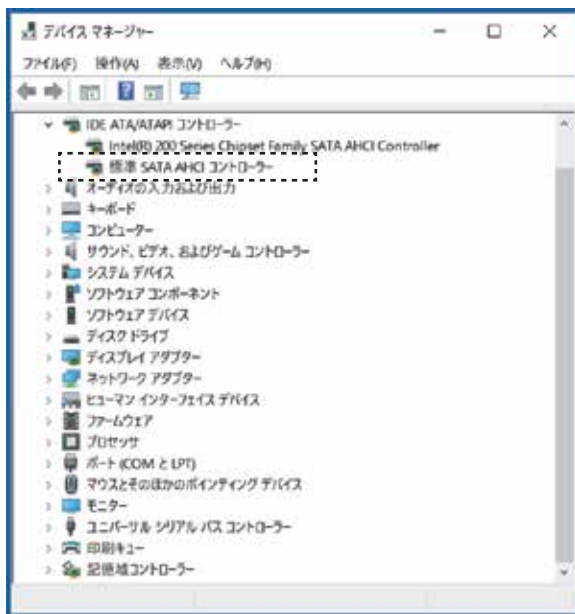 デバイス マネージャー
ファイル(F) 操作(A) 表示(V) ヘルプ(H)
IDE ATA/ATAPI コントローラー
Intel(R) 200 Series Chipset Family SATA AHCI Controller
標準 SATA AHCI コントローラー
オーディオの入力および出力
キーボード
コンピューター
サウンド、ビデオ、およびゲーム コントローラー
システム デバイス
ソフトウェア コンポーネント
ソフトウェア デバイス
ディスク ドライブ
ディスプレイ アダプター
ネットワーク アダプター
ヒューマン インターフェイス デバイス
ファームウェア
プロセッサ
ポート (COM と LPT)
マウスとそのほかのポインティング デバイス
モニター
ユニバーサル シリアル バス コントローラー
印刷キュー
記憶域コントローラー